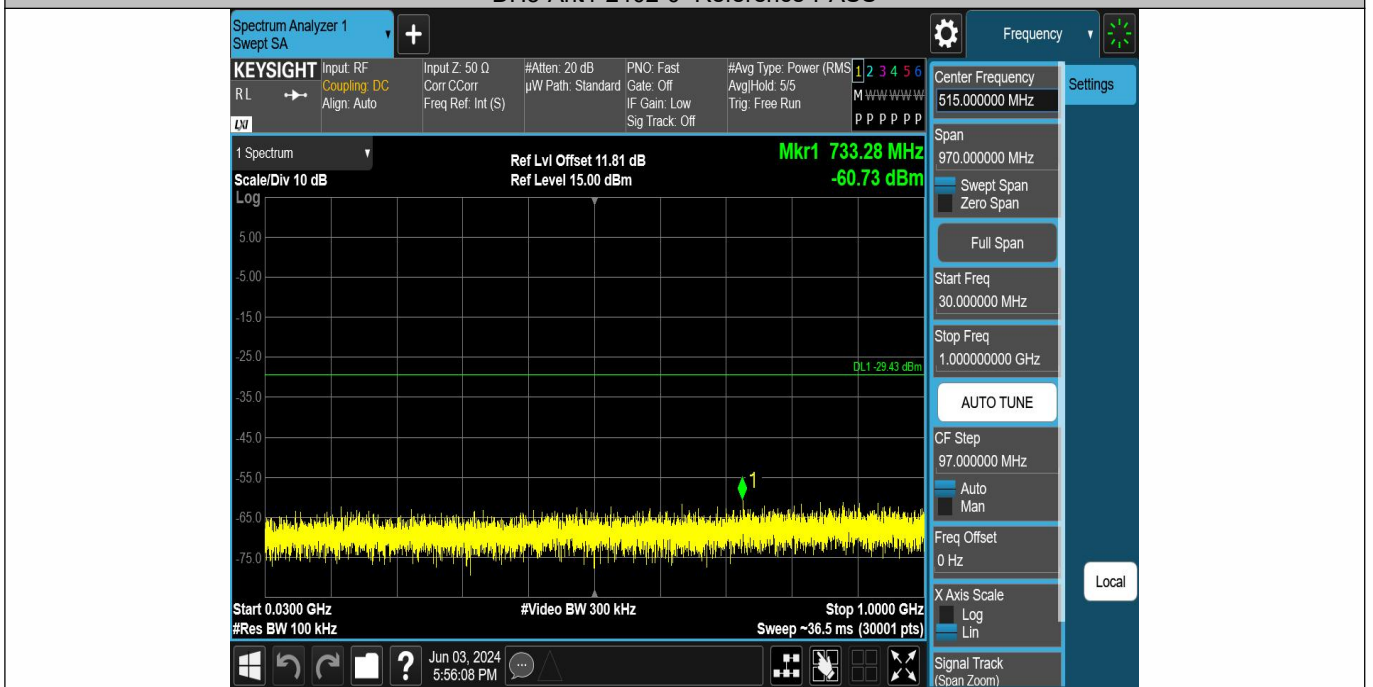 Spectrum Analyzer 1
Swept SA
Frequency
KEYSIGHT
RL
LXI
Input: RF
Coupling: DC
Align: Auto
Input Z: 50 Ω
Corr CCorr
Freq Ref: Int (S)
#Atten: 20 dB
µW Path: Standard
PNO: Fast
Gate: Off
IF Gain: Low
Sig Track: Off
#Avg Type: Power (RMS
Avg|Hold: 5/5
Trig: Free Run
1 2 3 4 5 6
M W W W W W
P P P P P P
1 Spectrum
Scale/Div 10 dB
Log
Ref Lvl Offset 11.81 dB
Ref Level 15.00 dBm
Mkr1 733.28 MHz
-60.73 dBm
5.00
-5.00
-15.0
-25.0
DL1 -29.43 dBm
-35.0
-45.0
-55.0
1
-65.0
-75.0
Start 0.0300 GHz
#Video BW 300 kHz
Stop 1.0000 GHz
#Res BW 100 kHz
Sweep ~36.5 ms (30001 pts)
?
Jun 03, 2024
5:56:08 PM
Center Frequency
515.000000 MHz
Settings
Span
970.000000 MHz
Swept Span
Zero Span
Full Span
Start Freq
30.000000 MHz
Stop Freq
1.000000000 GHz
AUTO TUNE
CF Step
97.000000 MHz
Auto
Man
Freq Offset
0 Hz
X Axis Scale
Log
Lin
Local
Signal Track
(Span Zoom)